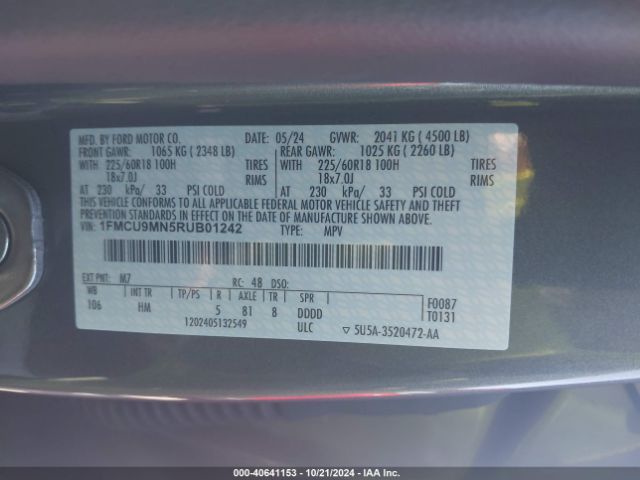 MFD. BY FORD MOTOR CO. DATE: 05/24 GVWR: 2041 KG ( 4500 LB)
FRONT GAWR: 1065 KG ( 2348 LB) REAR GAWR: 1025 KG ( 2260 LB)
WITH 225/60R18 100H TIRES WITH 225/60R18 100H TIRES
18x7.0J RIMS 18x7.0J RIMS
AT 230 kPa/ 33 PSI COLD AT 230 kPa/ 33 PSI COLD
THIS VEHICLE CONFORMS TO ALL APPLICABLE FEDERAL MOTOR VEHICLE SAFETY AND THEFT
PREVENTION STANDARDS IN EFFECT ON THE DATE OF MANUFACTURE SHOWN ABOVE.
VIN: 1FMCU9MN5RUB01242 TYPE: MPV
EXT PNT: M7 RC: 48 DSO:
WB INT TR TP/PS R AXLE TR SPR F0087
106 HM 5 81 8 DDDD T0131
1202405132549 ULC ▽ 5U5A-3520472-AA
000-40641153 - 10/21/2024 - WWW.IAAI.COM